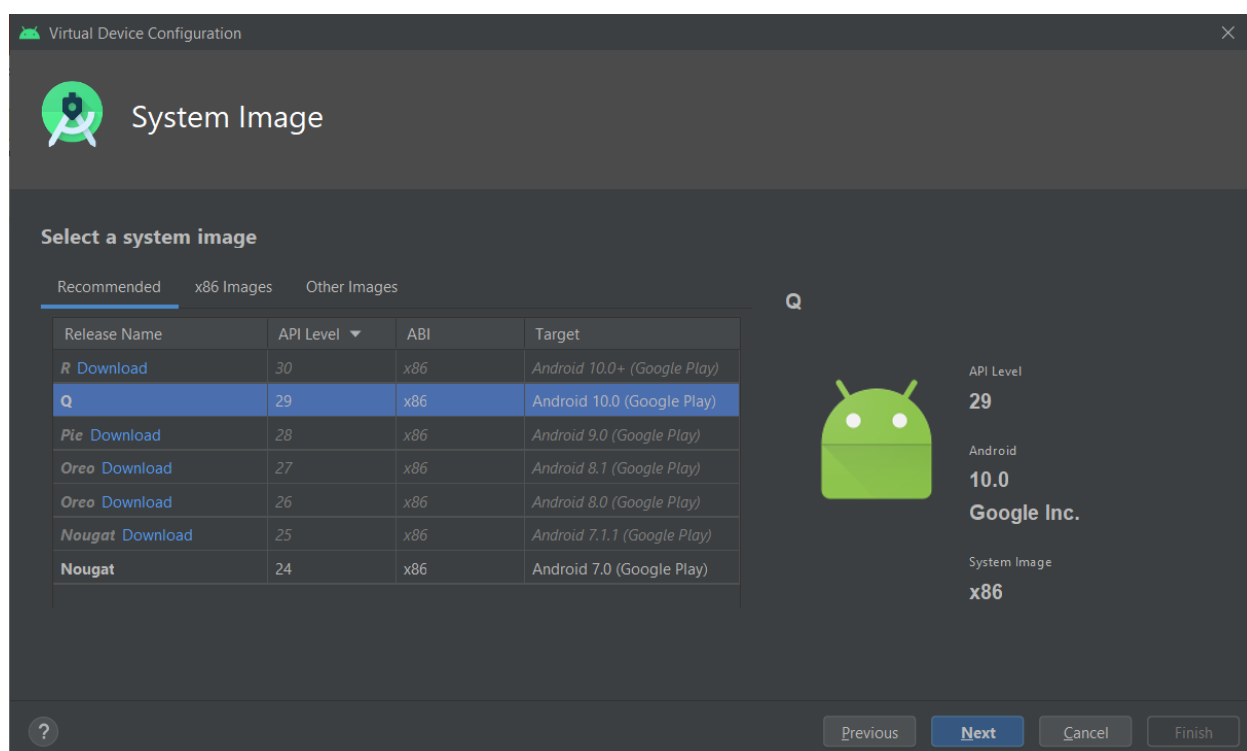 Virtual Device Configuration
System Image
Select a system image
Recommended x86 Images Other Images
Release Name API Level ABI Target
R Download 30 x86 Android 10.0+ (Google Play)
Q 29 x86 Android 10.0 (Google Play)
Pie Download 28 x86 Android 9.0 (Google Play)
Oreo Download 27 x86 Android 8.1 (Google Play)
Oreo Download 26 x86 Android 8.0 (Google Play)
Nougat Download 25 x86 Android 7.1.1 (Google Play)
Nougat 24 x86 Android 7.0 (Google Play)
Q
API Level
29
Android
10.0
Google Inc.
System Image
x86
? Previous Next Cancel Finish